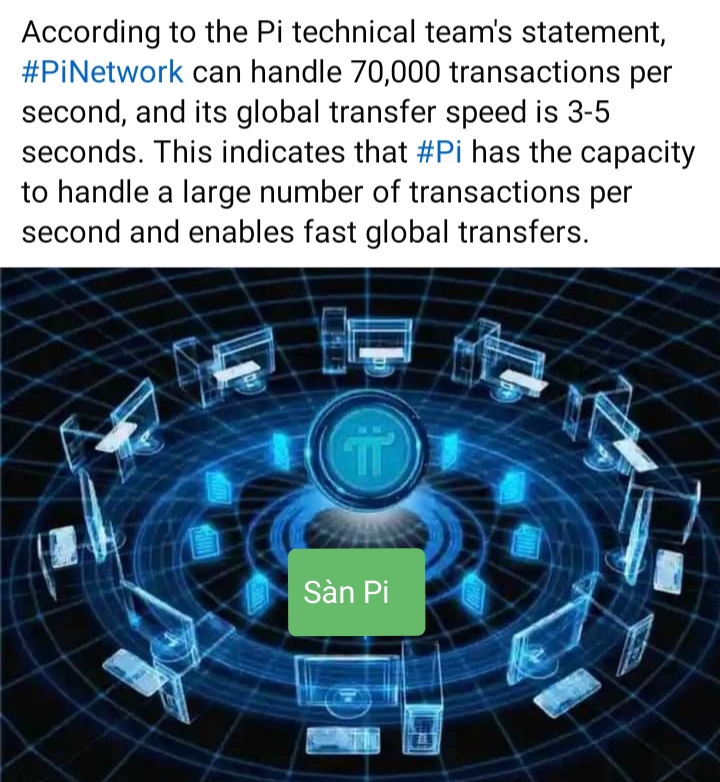 According to the Pi technical team's statement,
#PiNetwork can handle 70,000 transactions per
second, and its global transfer speed is 3-5
seconds. This indicates that #Pi has the capacity
to handle a large number of transactions per
second and enables fast global transfers.
Sàn Pi